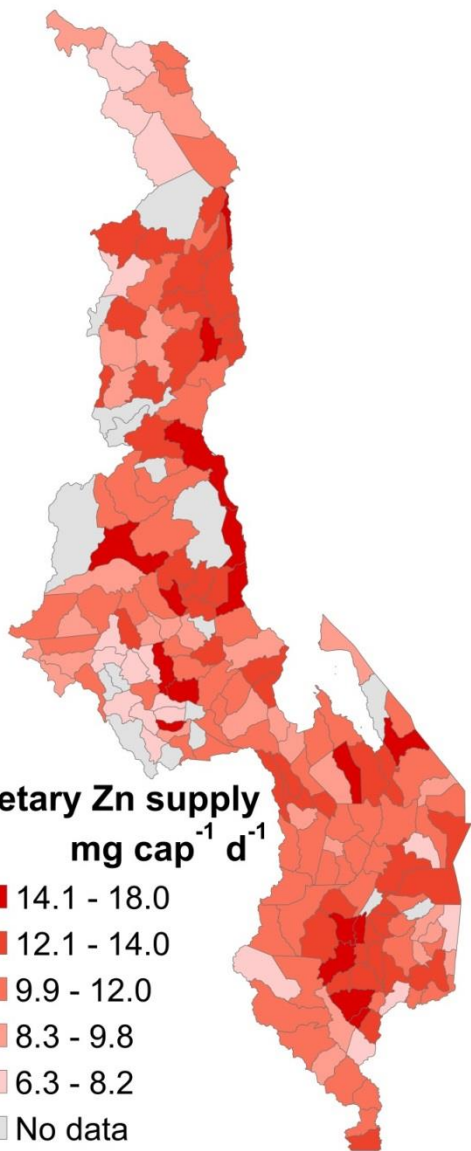 etary Zn supply
mg cap⁻¹ d⁻¹
14.1 - 18.0
12.1 - 14.0
9.9 - 12.0
8.3 - 9.8
6.3 - 8.2
No data